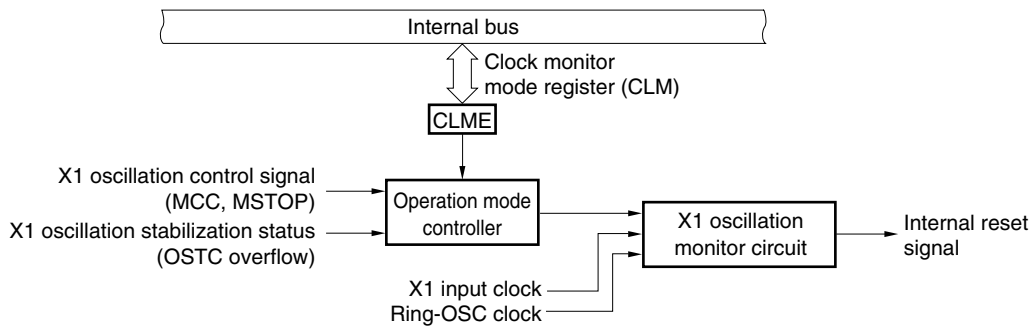 Internal bus
Clock monitor
mode register (CLM)
CLME
X1 oscillation control signal
(MCC, MSTOP)
X1 oscillation stabilization status
(OSTC overflow)
Operation mode
controller
X1 oscillation
monitor circuit
Internal reset
signal
X1 input clock
Ring-OSC clock